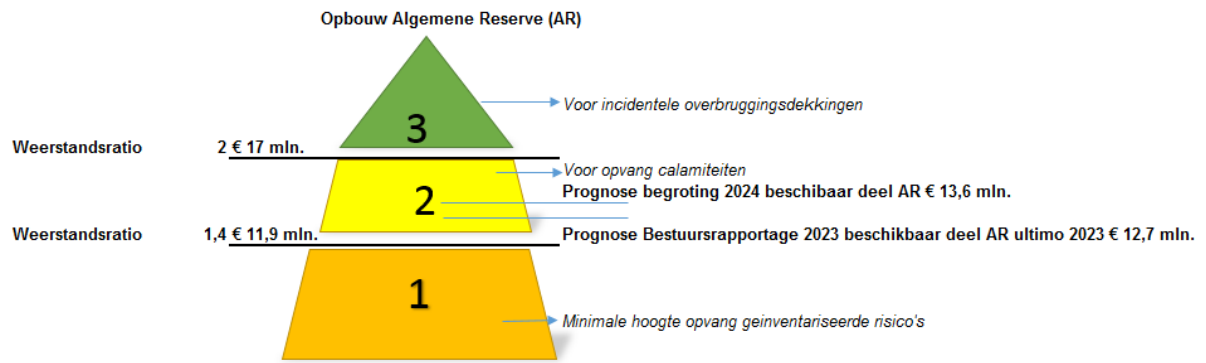 Opbouw Algemene Reserve (AR)
Voor incidentele overbruggingsdekkingen
3
Weerstandsratio 2 € 17 mln.
Voor opvang calamiteiten
Prognose begroting 2024 beschibaar deel AR € 13,6 mln.
2
Weerstandsratio 1,4 € 11,9 mln.
Prognose Bestuursrapportage 2023 beschikbaar deel AR ultimo 2023 € 12,7 mln.
1
Minimale hoogte opvang geinventariseerde risico's